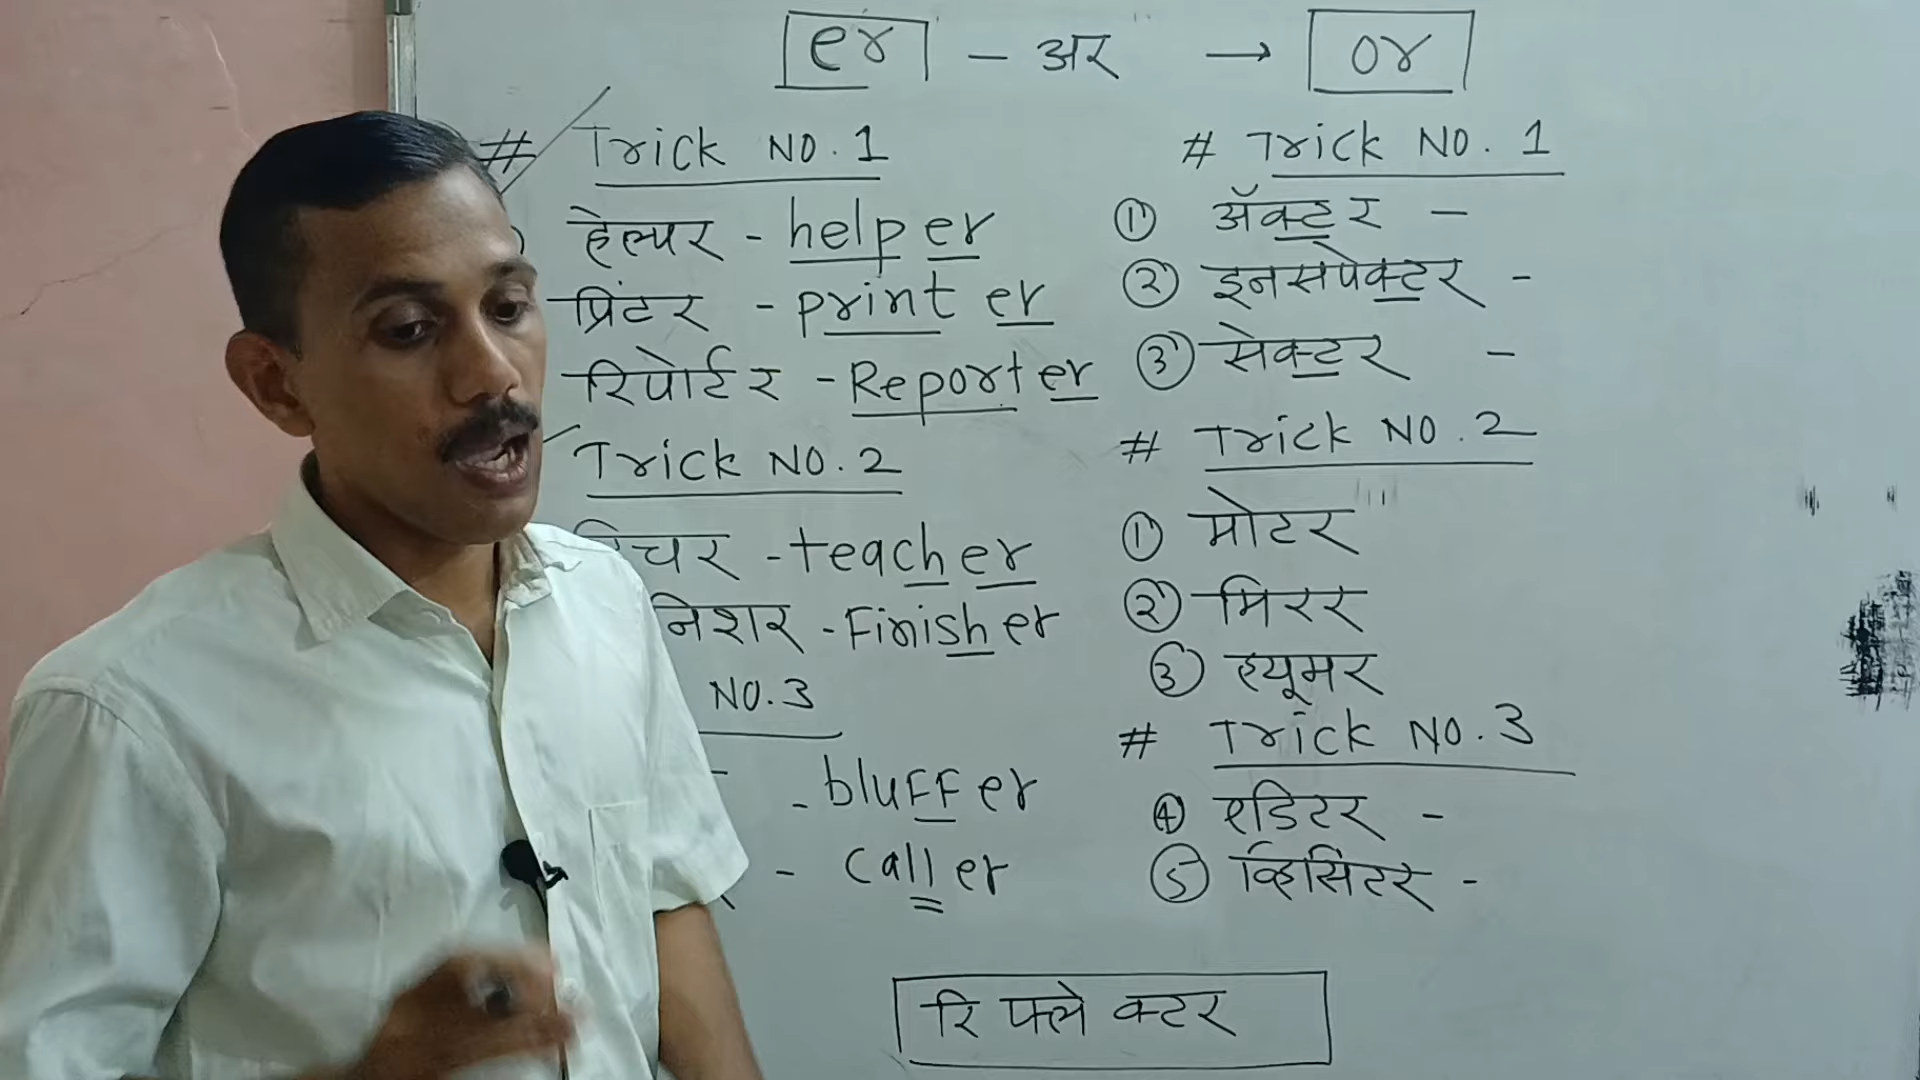 er - अर → or
# Trick NO. 1
हेल्पर - helper
प्रिंटर - printer
रिपोर्टर - Reporter
Trick NO. 2
चर - teacher
निशर - Finisher
NO. 3
- bluffer
- caller
# Trick NO. 1
① ॲक्टर -
② इनसपेक्टर -
③ सेक्टर -
# Trick NO. 2
① मोटर
② मिरर
③ ह्यूमर
# Trick NO. 3
④ एडिटर -
⑤ व्हिसिटर -
रिफ्लेक्टर